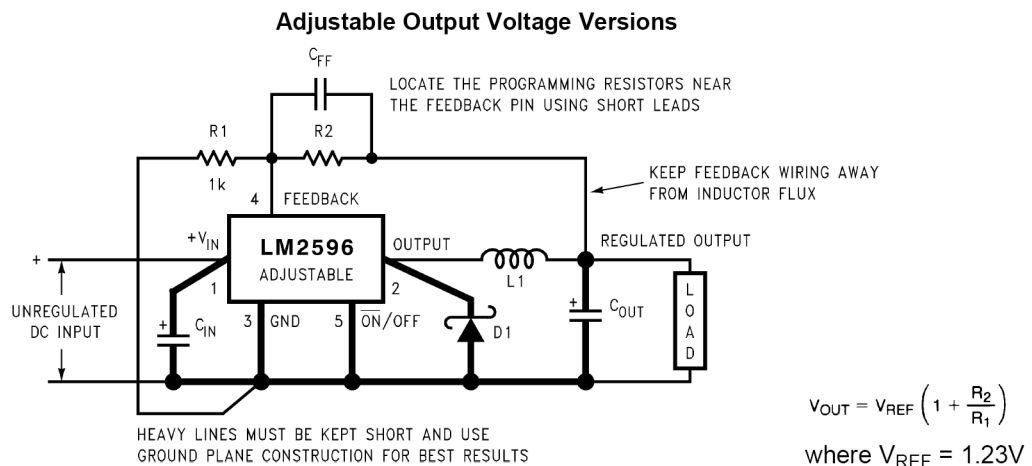 Adjustable Output Voltage Versions
CFF
LOCATE THE PROGRAMMING RESISTORS NEAR
THE FEEDBACK PIN USING SHORT LEADS
R1
R2
1k
KEEP FEEDBACK WIRING AWAY
FROM INDUCTOR FLUX
4 FEEDBACK
+VIN
LM2596
ADJUSTABLE
OUTPUT
REGULATED OUTPUT
+
1
2
L1
UNREGULATED
DC INPUT
+ CIN
3 GND
5 ON/OFF
D1
+ COUT
LOAD
HEAVY LINES MUST BE KEPT SHORT AND USE
GROUND PLANE CONSTRUCTION FOR BEST RESULTS
VOUT = VREF (1 + R2/R1)
where VREF = 1.23V